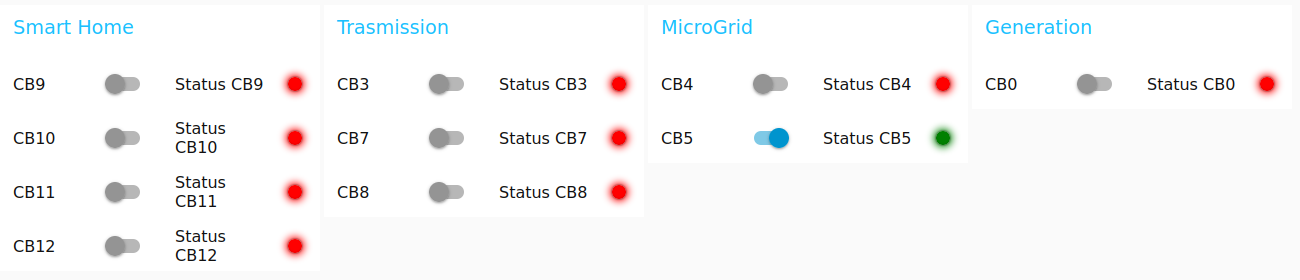 Smart Home
CB9
Status CB9
CB10
Status
CB10
CB11
Status
CB11
CB12
Status
CB12
Trasmission
CB3
Status CB3
CB7
Status CB7
CB8
Status CB8
MicroGrid
CB4
Status CB4
CB5
Status CB5
Generation
CB0
Status CB0